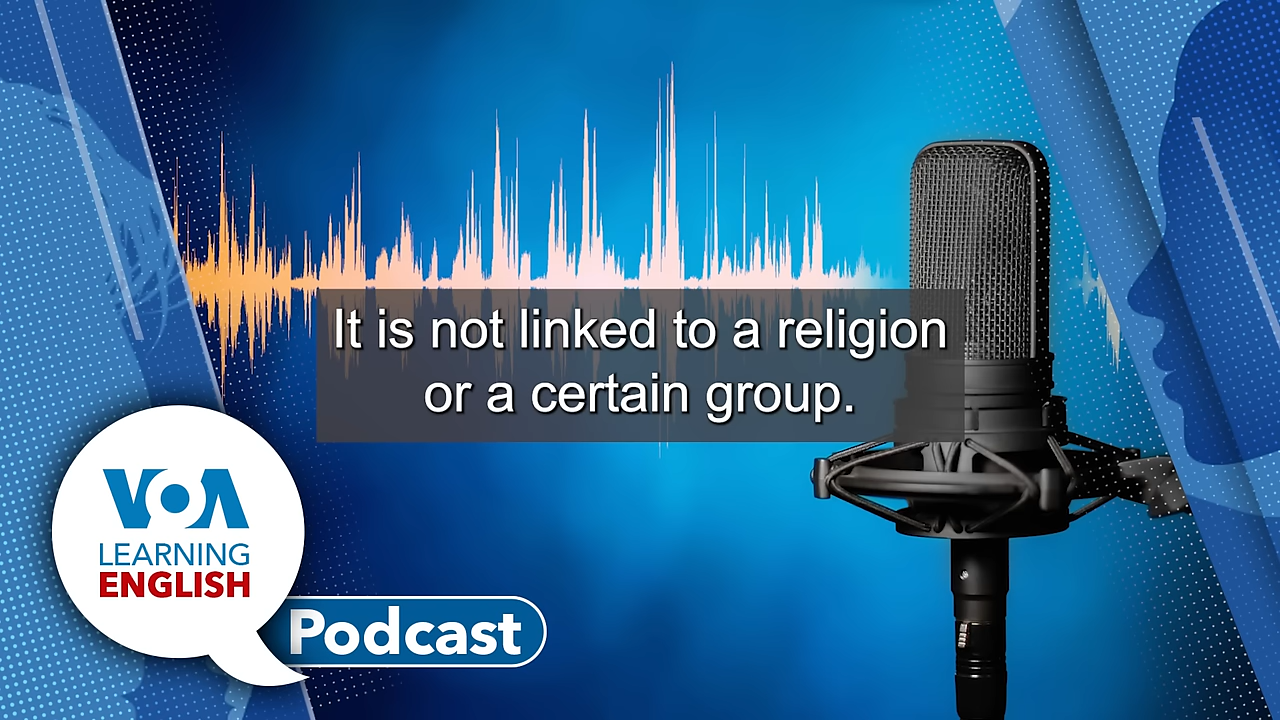 It is not linked to a religion
or a certain group.
VOA
LEARNING
ENGLISH
Podcast